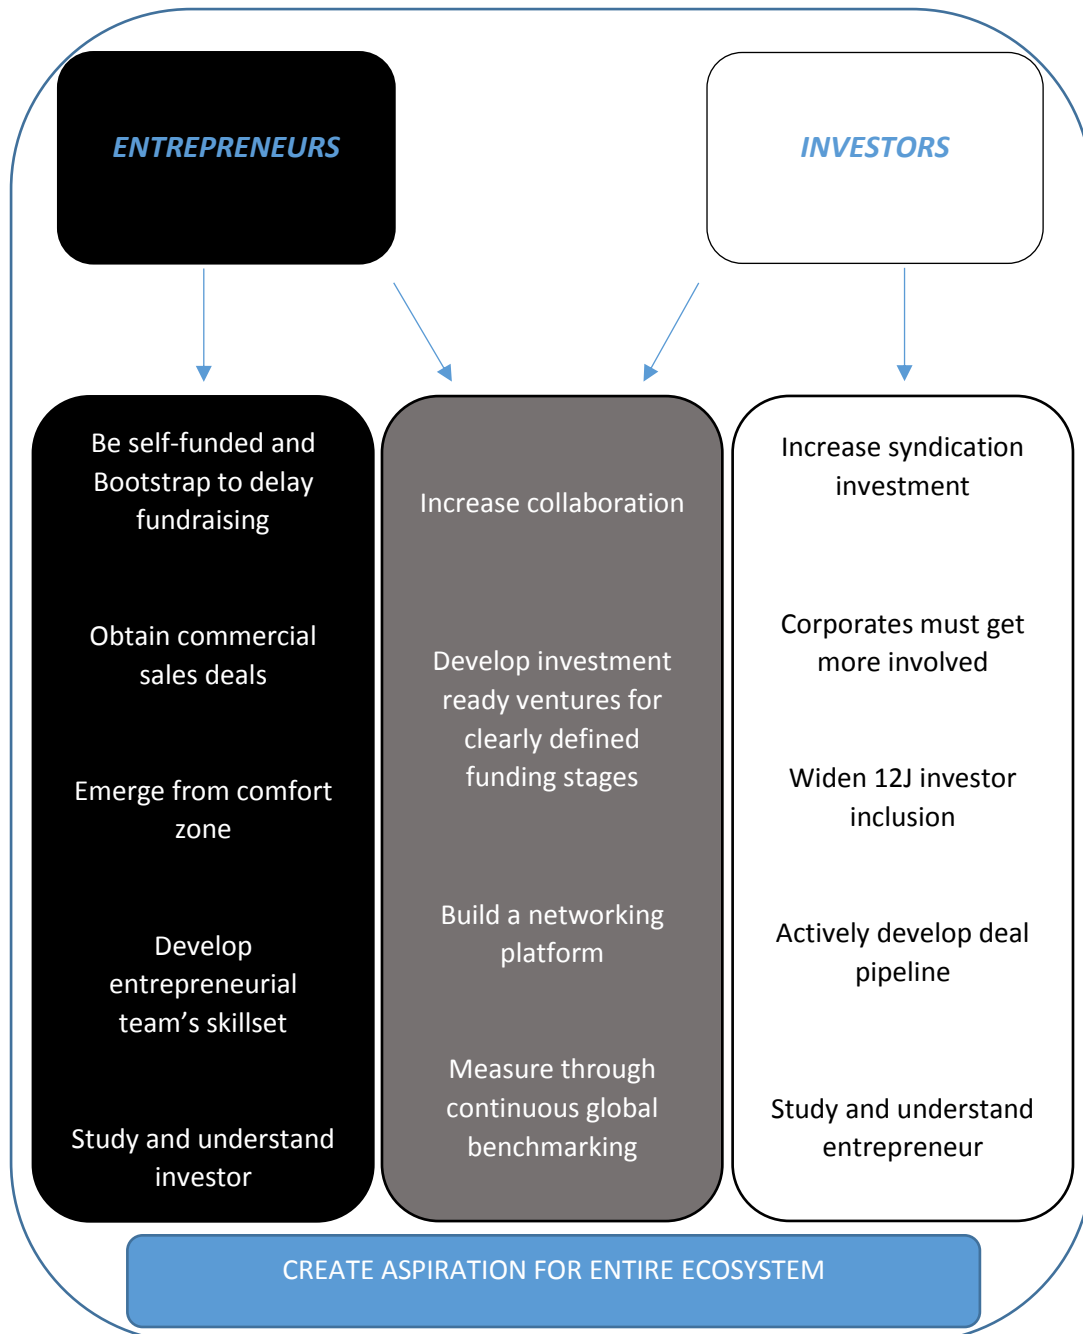 ENTREPRENEURS
INVESTORS
Be self-funded and
Bootstrap to delay
fundraising
Obtain commercial
sales deals
Emerge from comfort
zone
Develop
entrepreneurial
team’s skillset
Study and understand
investor
Increase collaboration
Develop investment
ready ventures for
clearly defined
funding stages
Build a networking
platform
Measure through
continuous global
benchmarking
Increase syndication
investment
Corporates must get
more involved
Widen 12J investor
inclusion
Actively develop deal
pipeline
Study and understand
entrepreneur
CREATE ASPIRATION FOR ENTIRE ECOSYSTEM